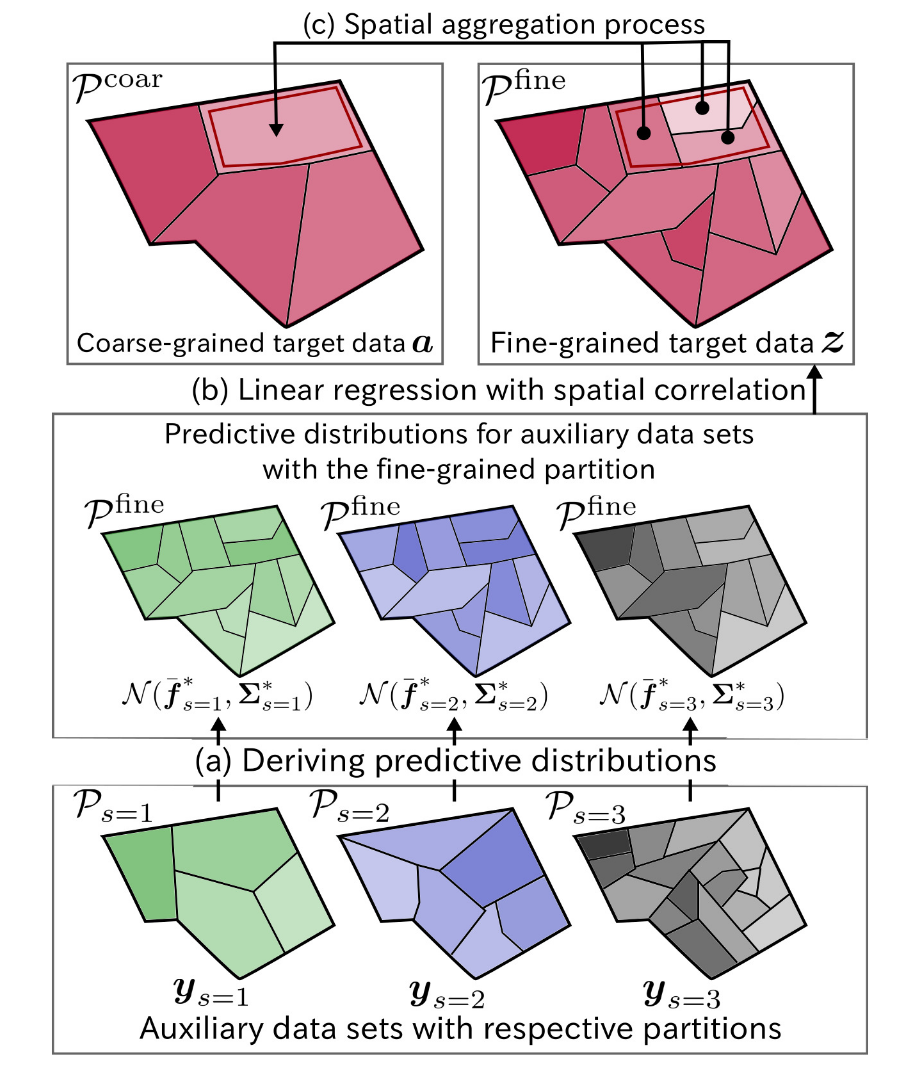 (c) Spatial aggregation process
𝒫^coar
𝒫^fine
Coarse-grained target data a
Fine-grained target data z
(b) Linear regression with spatial correlation
Predictive distributions for auxiliary data sets
with the fine-grained partition
𝒫^fine 𝒫^fine 𝒫^fine
𝒩(f̄*_{s=1}, Σ*_{s=1}) 𝒩(f̄*_{s=2}, Σ*_{s=2}) 𝒩(f̄*_{s=3}, Σ*_{s=3})
(a) Deriving predictive distributions
𝒫_{s=1} 𝒫_{s=2} 𝒫_{s=3}
y_{s=1} y_{s=2} y_{s=3}
Auxiliary data sets with respective partitions